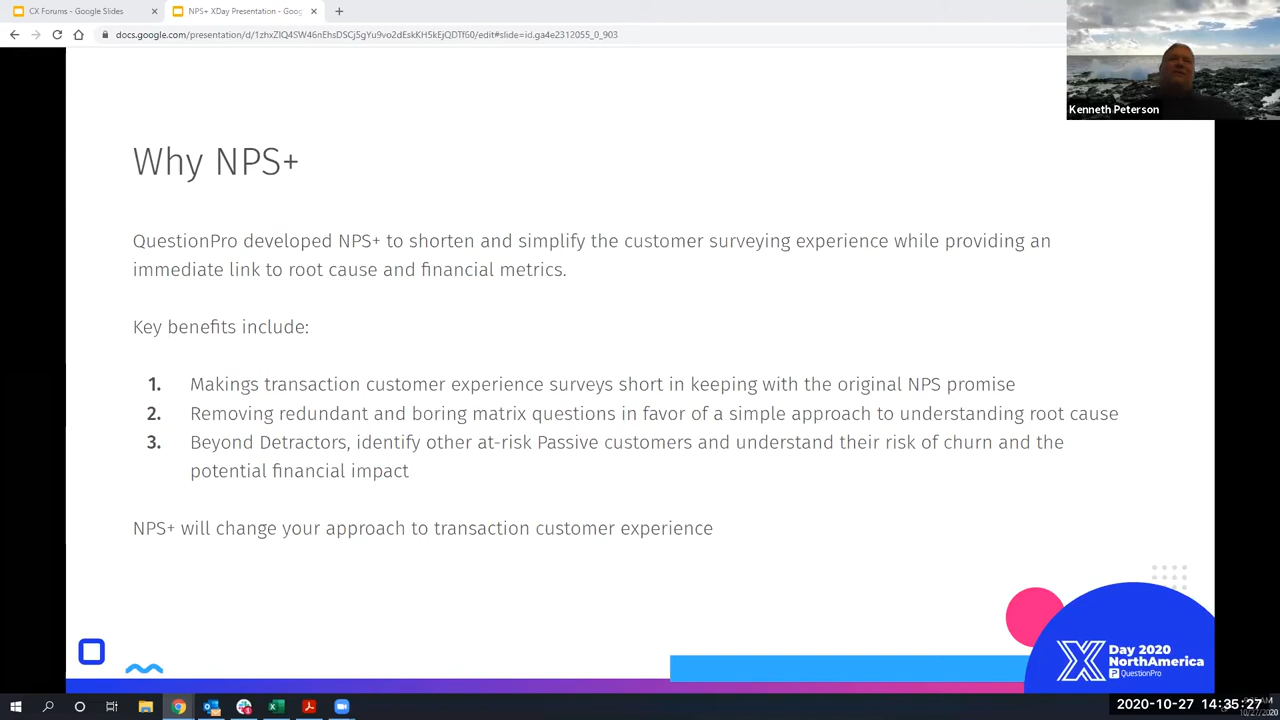 CX Forums - Google Slides
NPS+ XDay Presentation - Goog
docs.google.com/presentation/d/
Kenneth Peterson
Why NPS+
QuestionPro developed NPS+ to shorten and simplify the customer surveying experience while providing an
immediate link to root cause and financial metrics.
Key benefits include:
1. Makings transaction customer experience surveys short in keeping with the original NPS promise
2. Removing redundant and boring matrix questions in favor of a simple approach to understanding root cause
3. Beyond Detractors, identify other at-risk Passive customers and understand their risk of churn and the
potential financial impact
NPS+ will change your approach to transaction customer experience
X Day 2020
NorthAmerica
QuestionPro
2020-10-27 14:35:27
10/27/2020